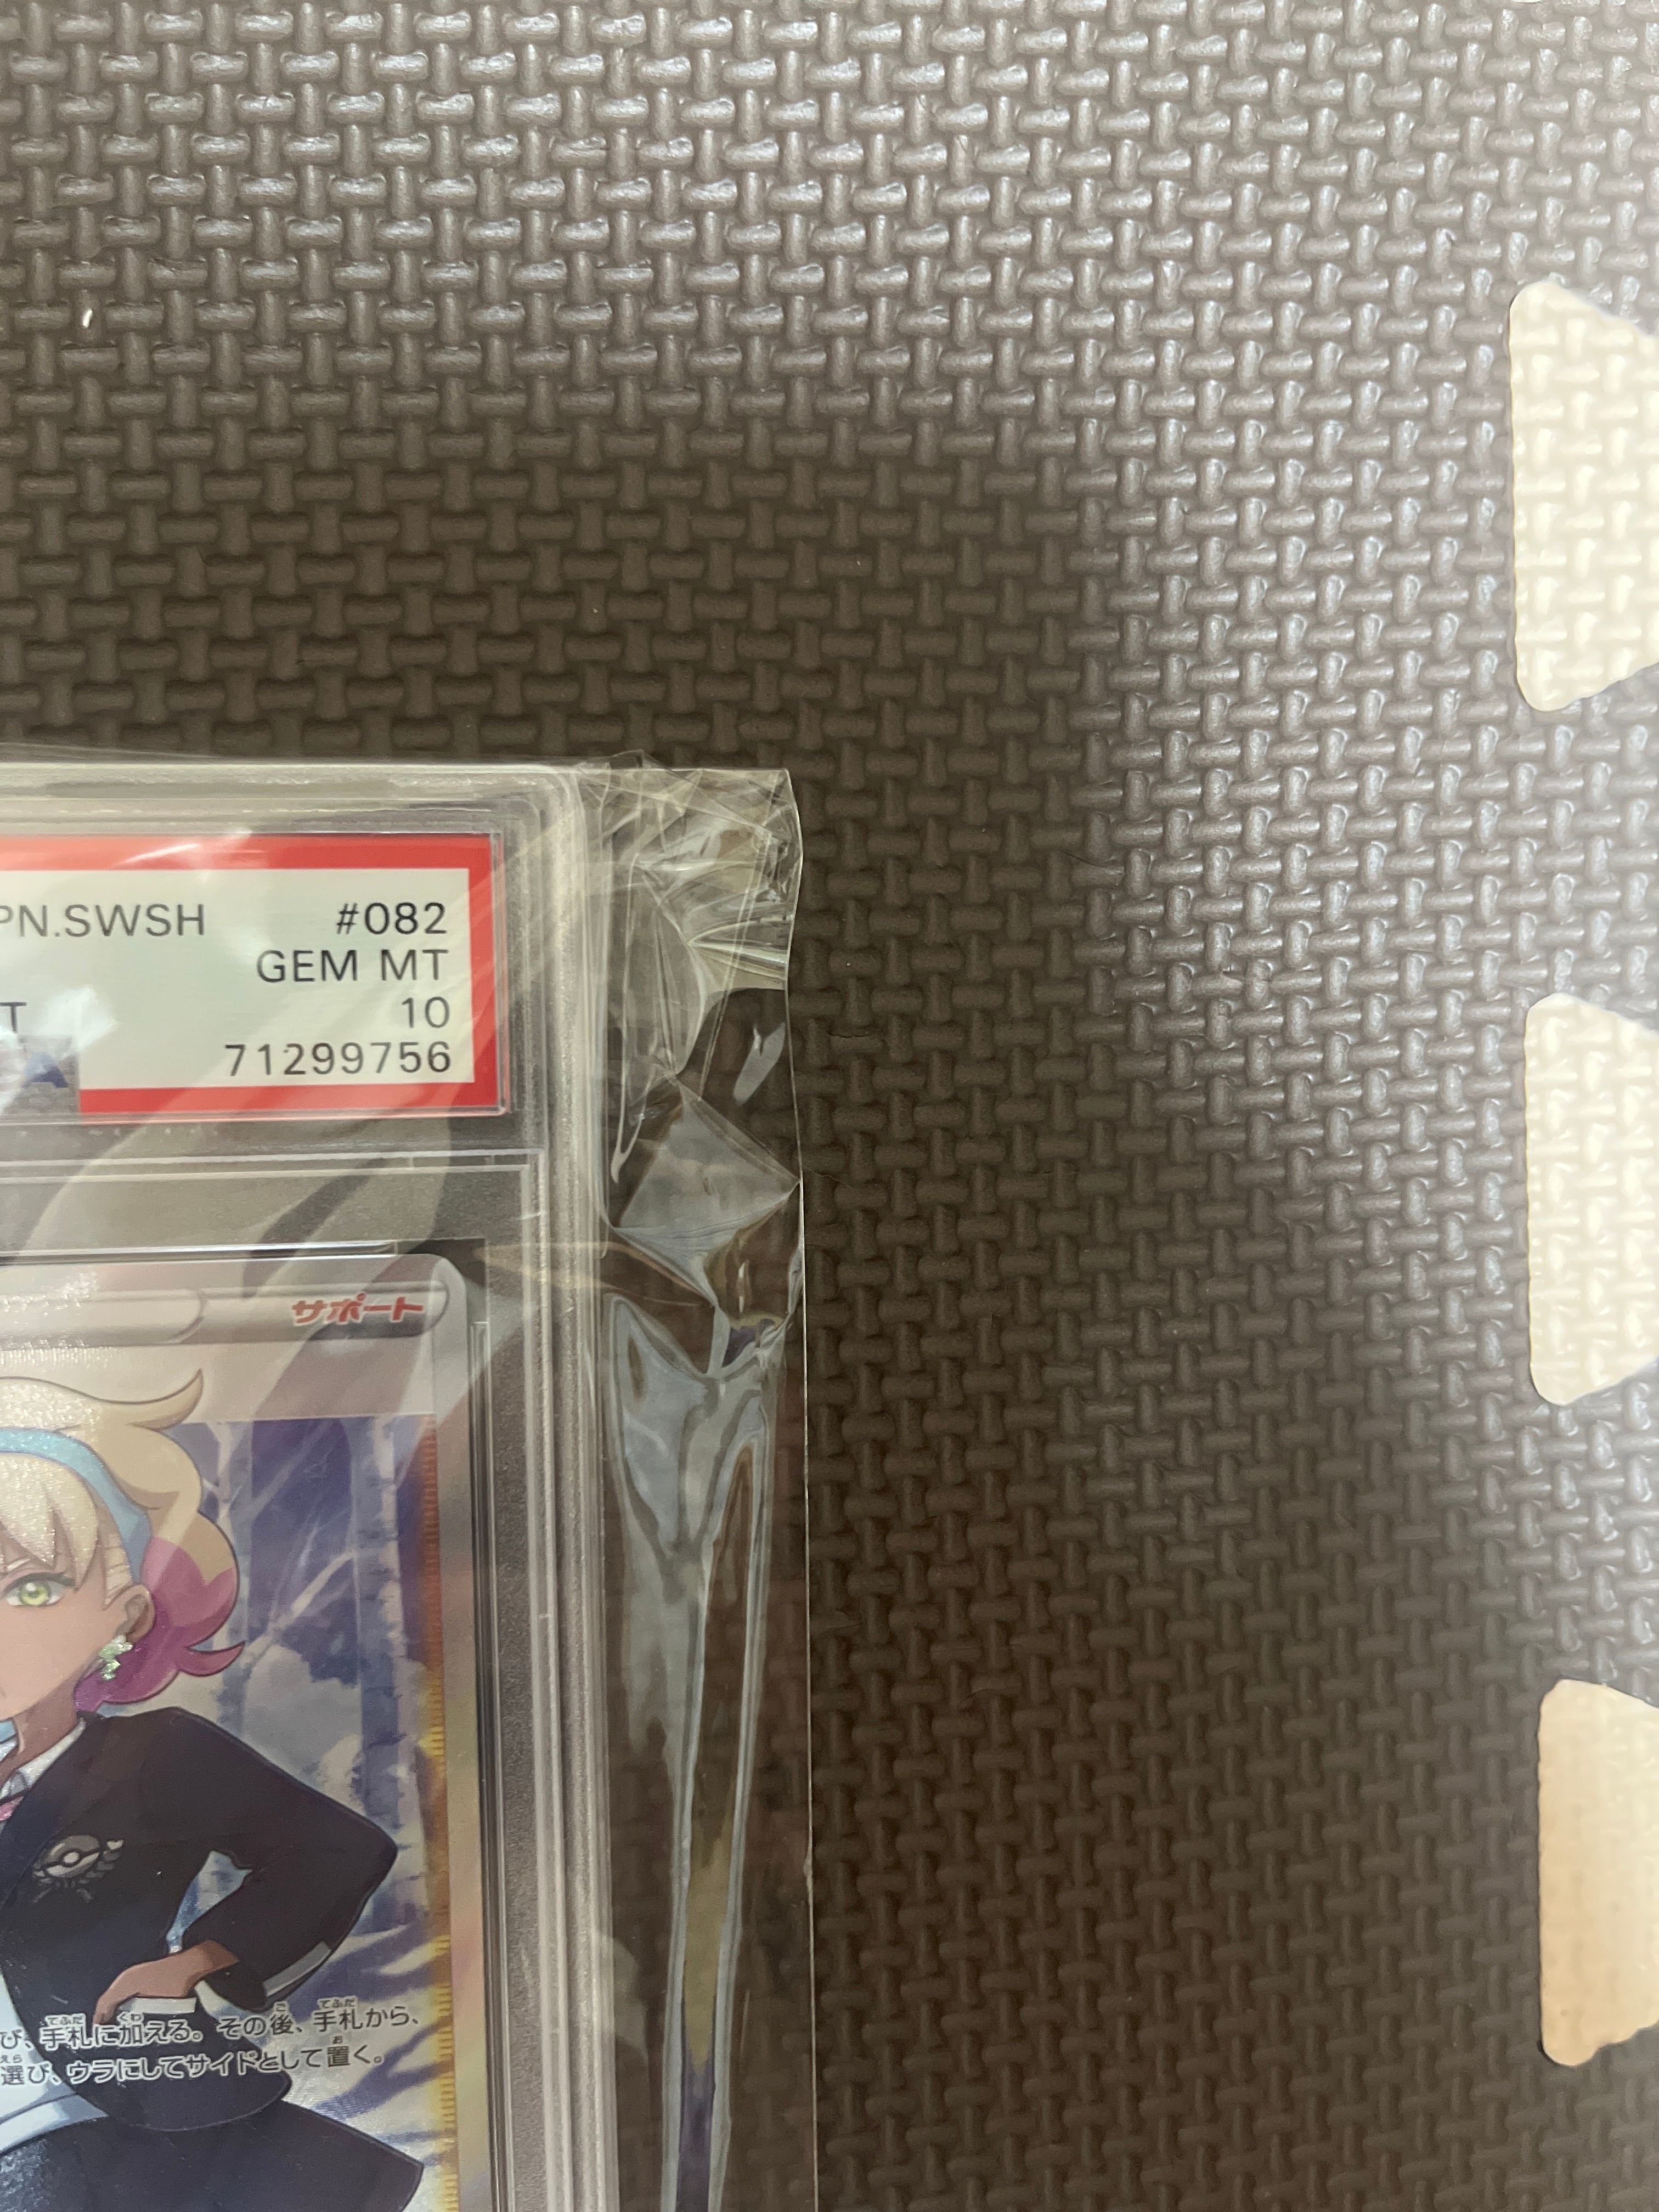 PN.SWSH #082
GEM MT
T 10
71299756
サポート
び、手札に加える。その後、手札から、
選び、ウラにしてサイドとして置く。